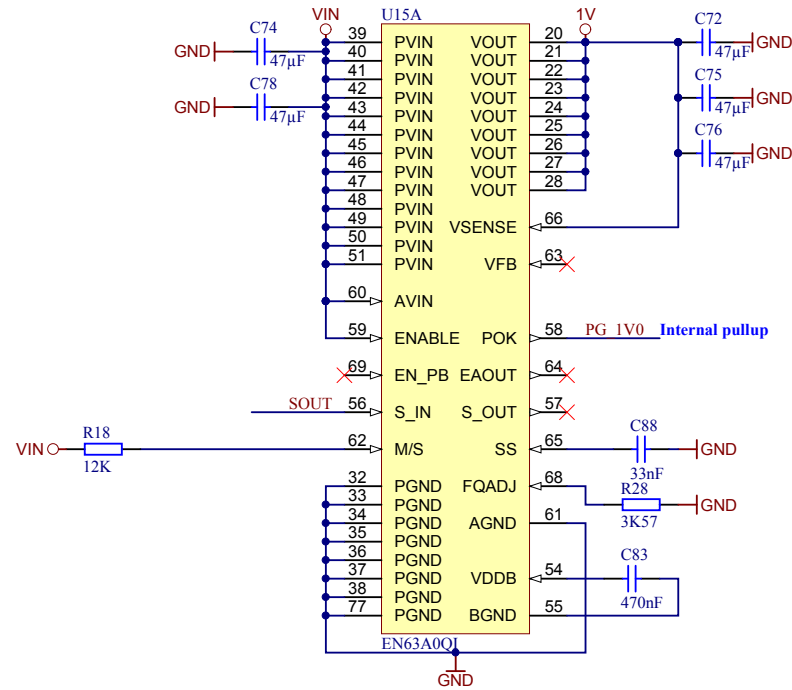 VIN U15A 1V
C74 39 PVIN VOUT 20 C72
GND 47µF 40 PVIN VOUT 21 47µF GND
C78 41 PVIN VOUT 22 C75
GND 47µF 42 PVIN VOUT 23 47µF GND
43 PVIN VOUT 24
44 PVIN VOUT 25 C76
45 PVIN VOUT 26 47µF GND
46 PVIN VOUT 27
47 PVIN VOUT 28
48 PVIN
49 PVIN VSENSE 66
50 PVIN
51 PVIN VFB 63
60 AVIN
59 ENABLE POK 58 PG_1V0 Internal pullup
69 EN_PB EAOUT 64
SOUT 56 S_IN S_OUT 57
VIN R18 12K 62 M/S SS 65 C88 33nF GND
32 PGND FQADJ 68 R28 3K57 GND
33 PGND
34 PGND AGND 61
35 PGND
36 PGND
37 PGND VDDB 54 C83 470nF
38 PGND
77 PGND BGND 55
EN63A0QI
GND